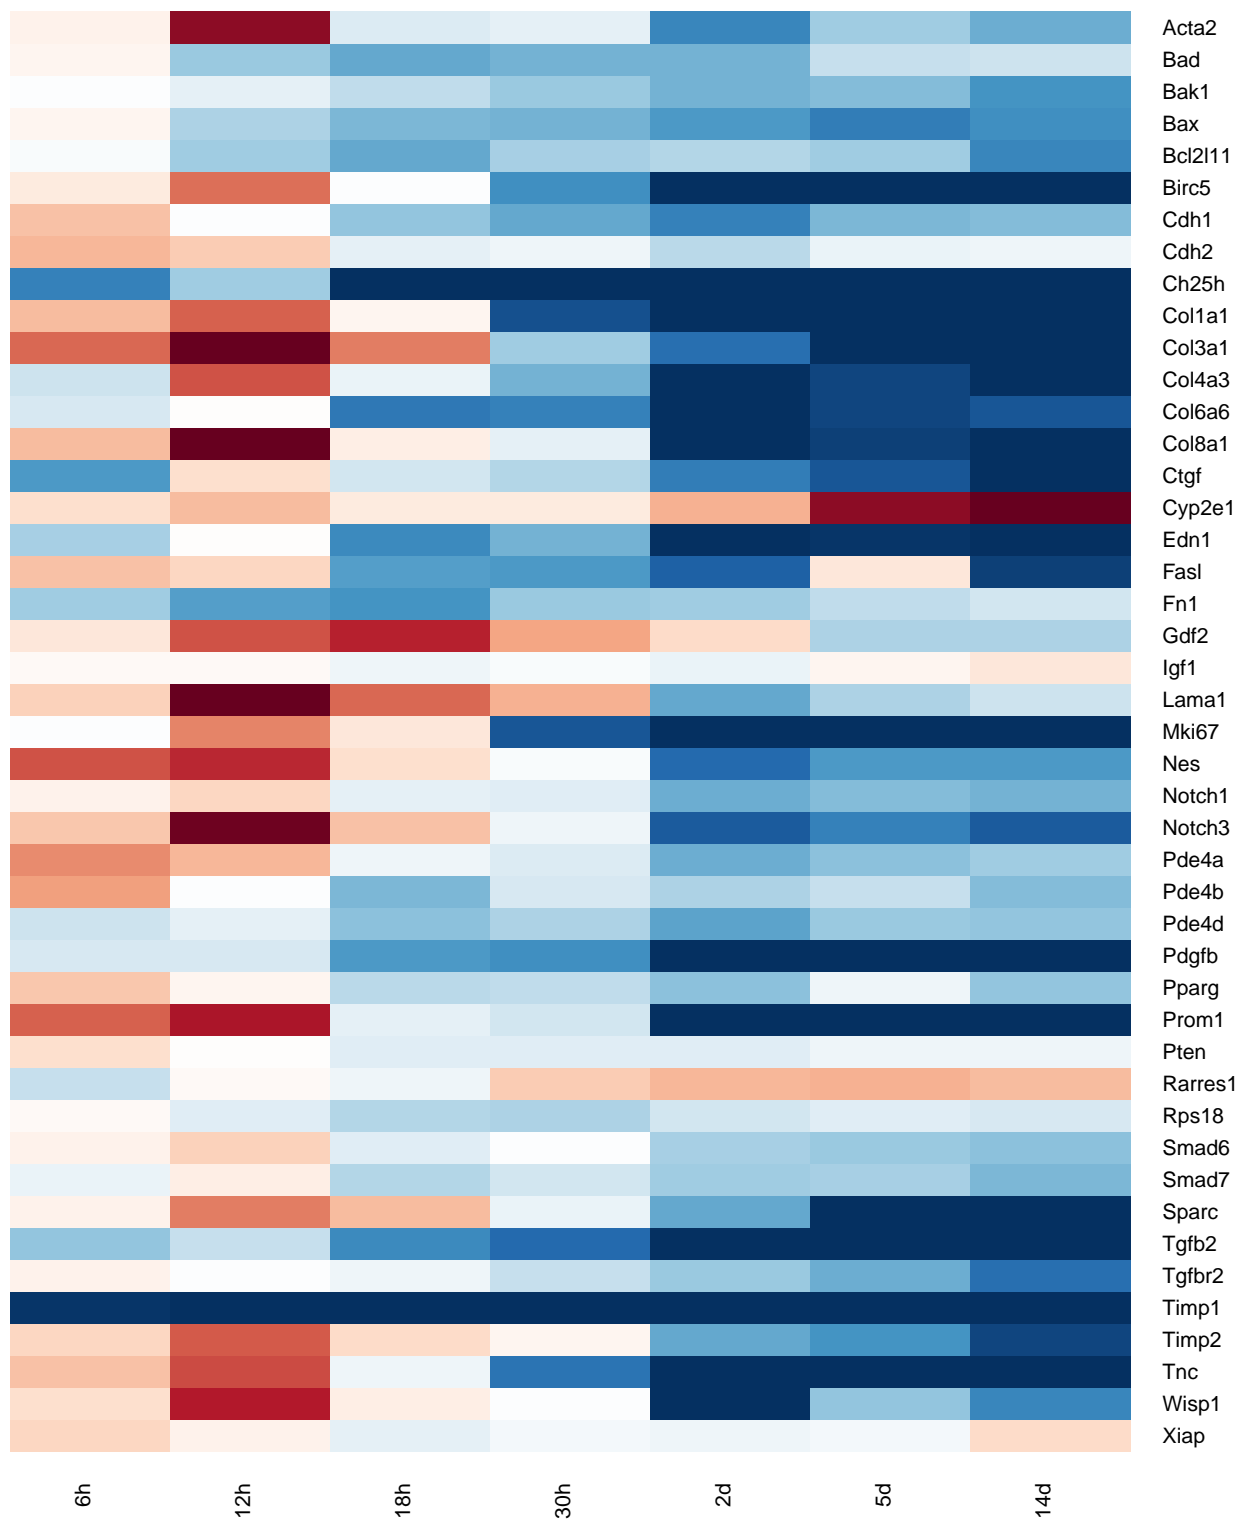 Acta2
Bad
Bak1
Bax
Bcl2l11
Birc5
Cdh1
Cdh2
Ch25h
Col1a1
Col3a1
Col4a3
Col6a6
Col8a1
Ctgf
Cyp2e1
Edn1
Fasl
Fn1
Gdf2
Igf1
Lama1
Mki67
Nes
Notch1
Notch3
Pde4a
Pde4b
Pde4d
Pdgfb
Pparg
Prom1
Pten
Rarres1
Rps18
Smad6
Smad7
Sparc
Tgfb2
Tgfbr2
Timp1
Timp2
Tnc
Wisp1
Xiap
6h 12h 18h 30h 2d 5d 14d